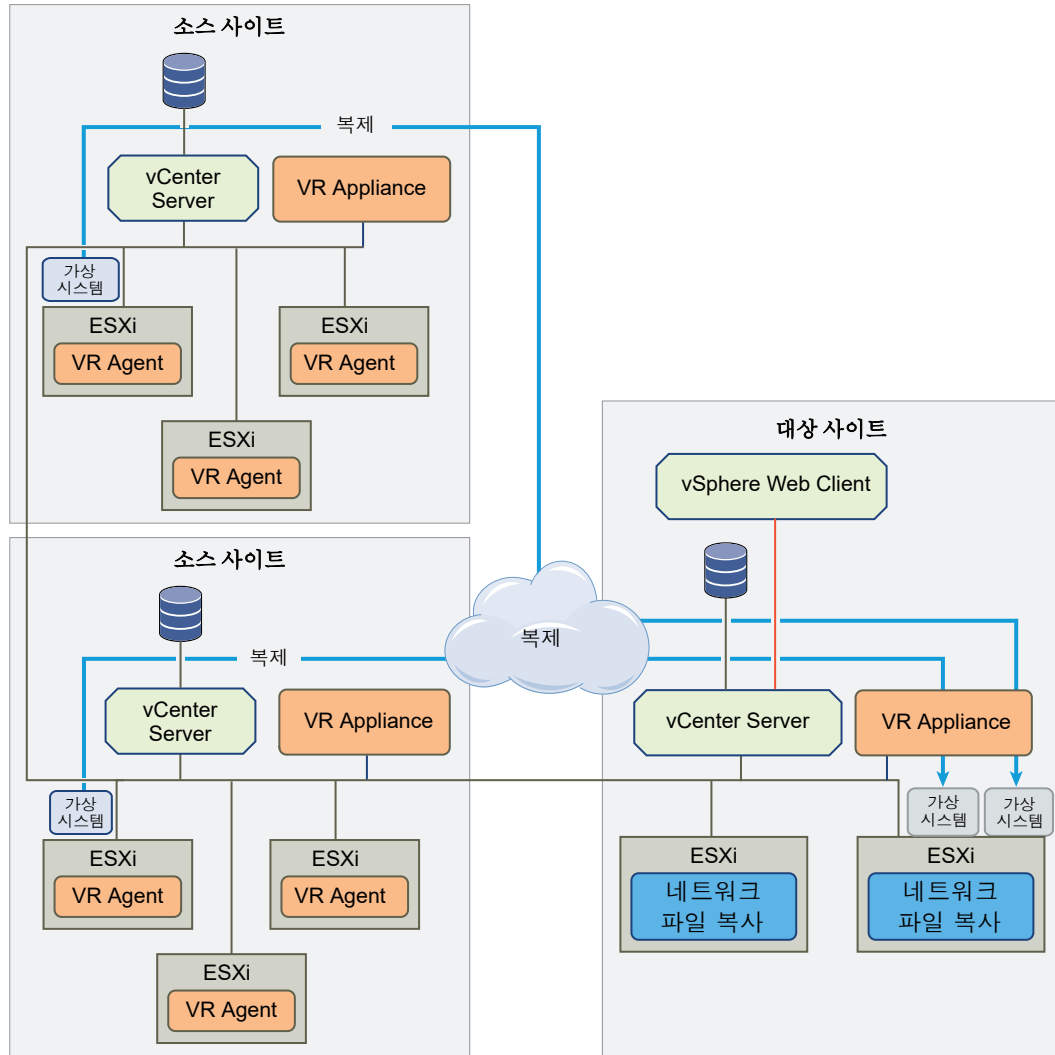 소스 사이트
복제
vCenter
Server
VR Appliance
가상
시스템
ESXi
VR Agent
ESXi
VR Agent
ESXi
VR Agent
소스 사이트
복제
vCenter
Server
VR Appliance
가상
시스템
ESXi
VR Agent
ESXi
VR Agent
ESXi
VR Agent
복제
대상 사이트
vSphere Web Client
vCenter Server
VR Appliance
가상
시스템
가상
시스템
ESXi
네트워크
파일 복사
ESXi
네트워크
파일 복사